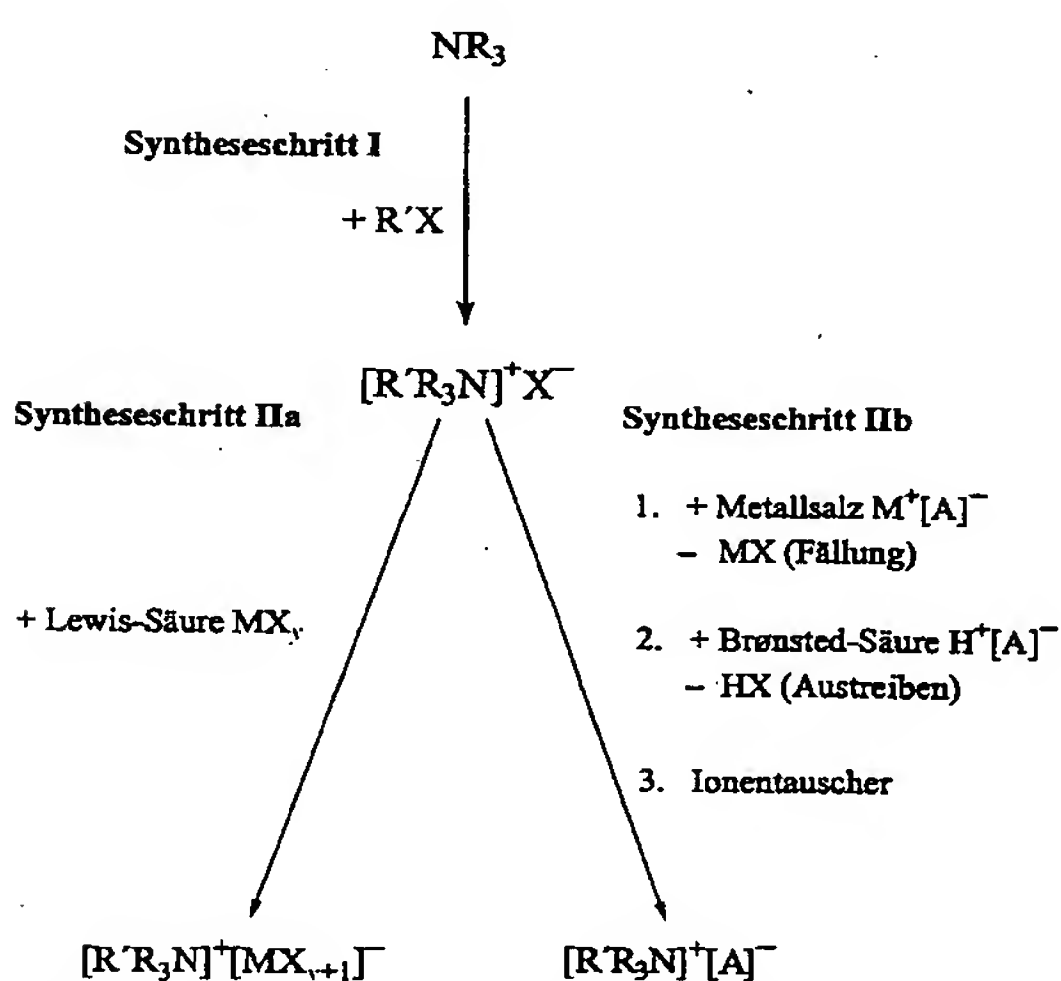 NR₃
Syntheseschritt I
+ R´X
[R´R₃N]⁺X⁻
Syntheseschritt IIa
+ Lewis-Säure MXᵧ
[R´R₃N]⁺[MXᵧ₊₁]⁻
Syntheseschritt IIb
1. + Metallsalz M⁺[A]⁻
– MX (Fällung)
2. + Brønsted-Säure H⁺[A]⁻
– HX (Austreiben)
3. Ionentauscher
[R´R₃N]⁺[A]⁻